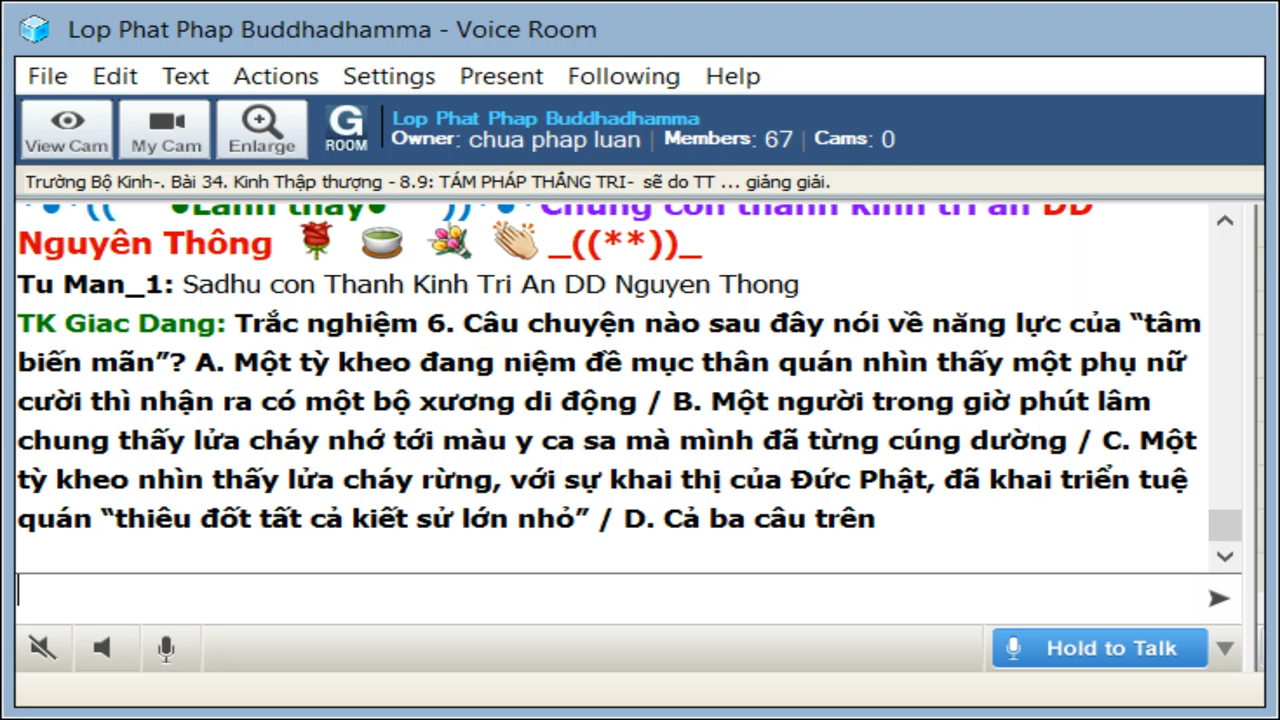 Lop Phat Phap Buddhadhamma - Voice Room
File Edit Text Actions Settings Present Following Help
View Cam My Cam Enlarge G ROOM
Lop Phat Phap Buddhadhamma
Owner: chua phap luan | Members: 67 | Cams: 0
Trường Bộ Kinh-. Bài 34. Kinh Thập thượng - 8.9: TÁM PHÁP THẮNG TRI- sẽ do TT ... giảng giải.
Chúng con thành kính tri ân DD
Nguyên Thông _((**))_
Tu Man_1: Sadhu con Thanh Kinh Tri An DD Nguyen Thong
TK Giac Dang: Trắc nghiệm 6. Câu chuyện nào sau đây nói về năng lực của “tâm
biến mãn”? A. Một tỳ kheo đang niệm đề mục thân quán nhìn thấy một phụ nữ
cười thì nhận ra có một bộ xương di động / B. Một người trong giờ phút lâm
chung thấy lửa cháy nhớ tới màu y ca sa mà mình đã từng cúng dường / C. Một
tỳ kheo nhìn thấy lửa cháy rừng, với sự khai thị của Đức Phật, đã khai triển tuệ
quán “thiêu đốt tất cả kiết sử lớn nhỏ” / D. Cả ba câu trên
Hold to Talk